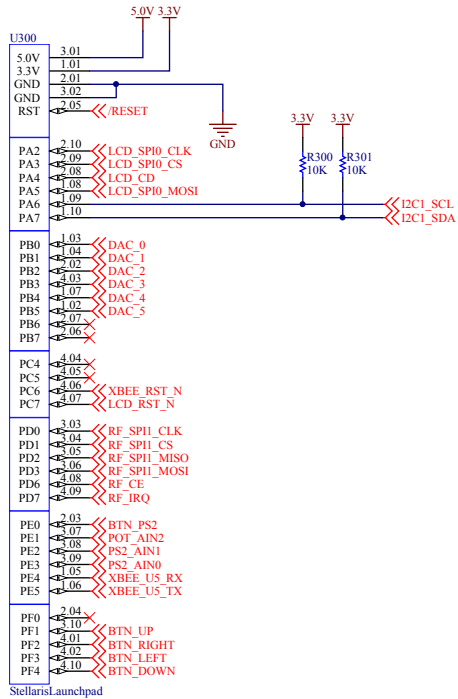 5.0V 3.3V
U300
5.0V 3.01
3.3V 1.01
GND 2.01
GND 3.02
RST 2.05 /RESET
GND
3.3V 3.3V
R300 10K
R301 10K
PA2 2.10 LCD_SPI0_CLK
PA3 2.09 LCD_SPI0_CS
PA4 2.08 LCD_CD
PA5 1.08 LCD_SPI0_MOSI
PA6 1.09 I2C1_SCL
PA7 1.10 I2C1_SDA
PB0 1.03 DAC_0
PB1 1.04 DAC_1
PB2 2.02 DAC_2
PB3 4.03 DAC_3
PB4 1.07 DAC_4
PB5 1.02 DAC_5
PB6 2.07
PB7 2.06
PC4 4.04
PC5 4.05
PC6 4.06 XBEE_RST_N
PC7 4.07 LCD_RST_N
PD0 3.03 RF_SPI1_CLK
PD1 3.04 RF_SPI1_CS
PD2 3.05 RF_SPI1_MISO
PD3 3.06 RF_SPI1_MOSI
PD6 4.08 RF_CE
PD7 4.09 RF_IRQ
PE0 2.03 BTN_PS2
PE1 3.07 POT_AIN2
PE2 3.08 PS2_AIN1
PE3 3.09 PS2_AIN0
PE4 1.05 XBEE_U5_RX
PE5 1.06 XBEE_U5_TX
PF0 2.04
PF1 3.10 BTN_UP
PF2 4.01 BTN_RIGHT
PF3 4.02 BTN_LEFT
PF4 4.10 BTN_DOWN
StellarisLaunchpad